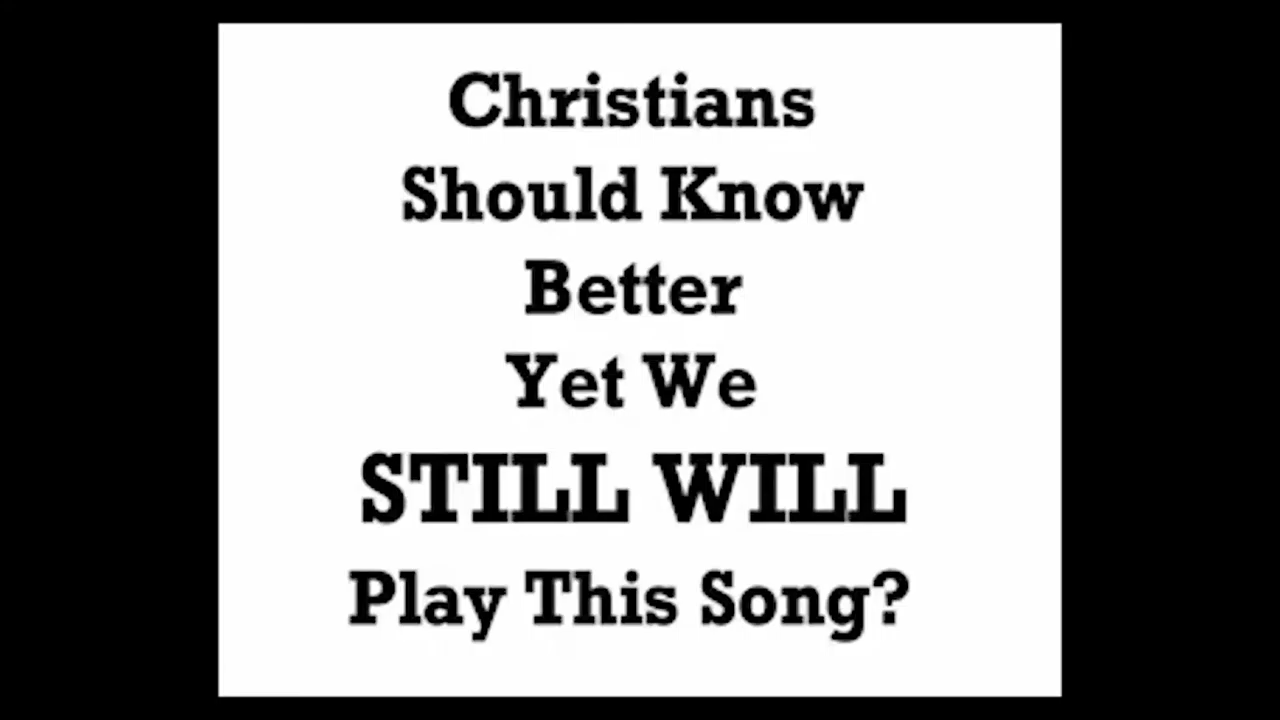 Christians
Should Know
Better
Yet We
STILL WILL
Play This Song?